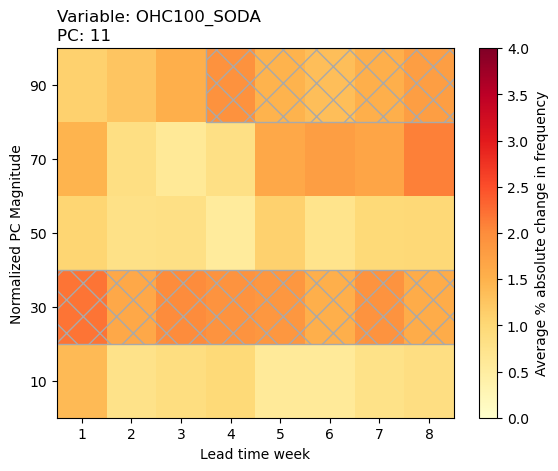 Variable: OHC100_SODA
PC: 11
90
70
50
30
10
Normalized PC Magnitude
1 2 3 4 5 6 7 8
Lead time week
4.0
3.5
3.0
2.5
2.0
1.5
1.0
0.5
0.0
Average % absolute change in frequency